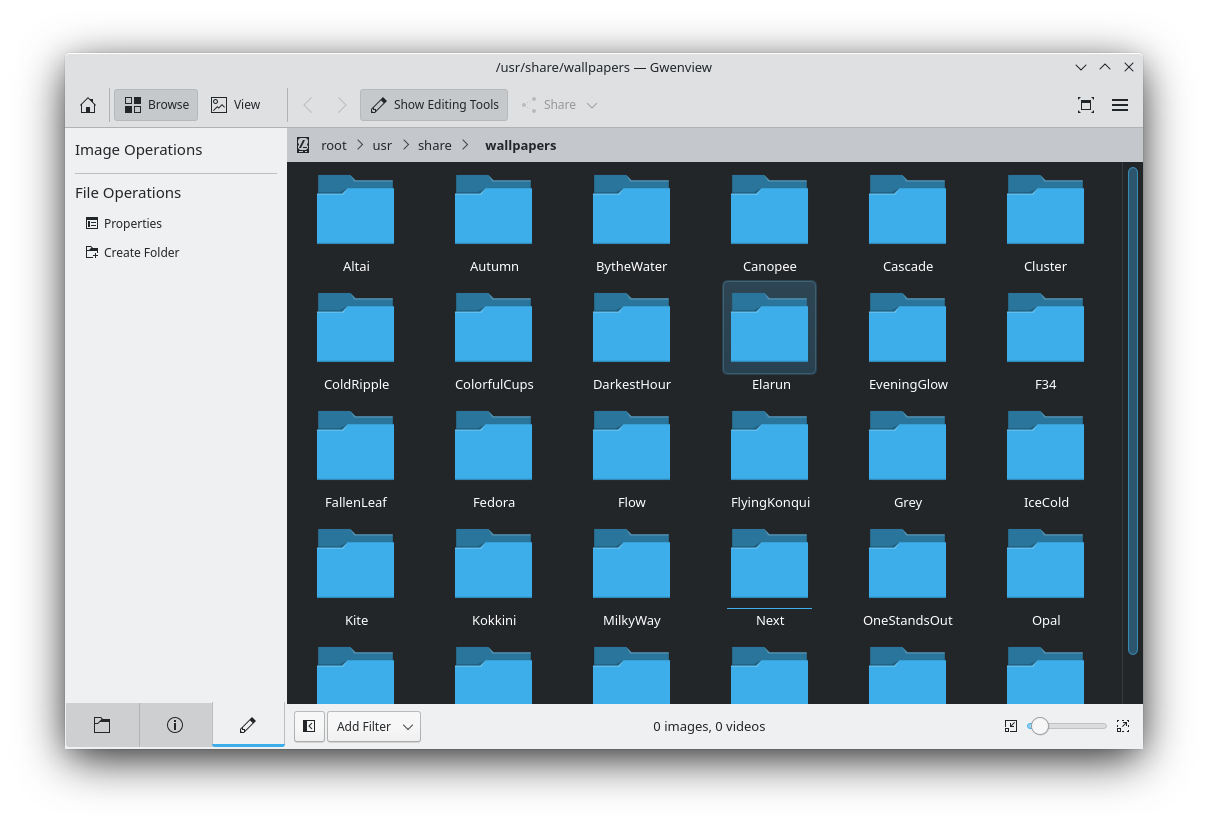 /usr/share/wallpapers — Gwenview
Browse View Show Editing Tools Share
Image Operations
File Operations
Properties
Create Folder
root usr share wallpapers
Altai Autumn BytheWater Canopee Cascade Cluster
ColdRipple ColorfulCups DarkestHour Elarun EveningGlow F34
FallenLeaf Fedora Flow FlyingKonqui Grey IceCold
Kite Kokkini MilkyWay Next OneStandsOut Opal
Add Filter 0 images, 0 videos